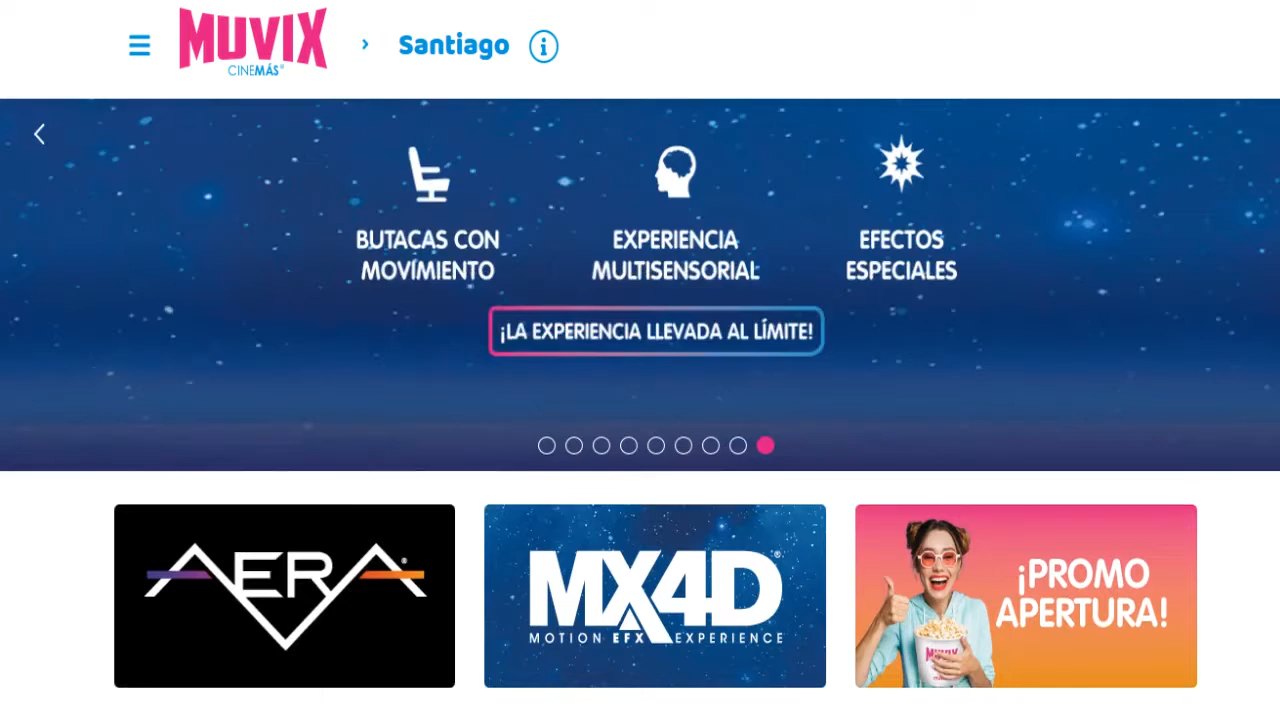 MUVIX
CINEMÁS®
Santiago
BUTACAS CON
MOVIMIENTO
EXPERIENCIA
MULTISENSORIAL
EFECTOS
ESPECIALES
¡LA EXPERIENCIA LLEVADA AL LÍMITE!
AERA®
MX4D®
MOTION EFX EXPERIENCE
¡PROMO
APERTURA!
MUVIX